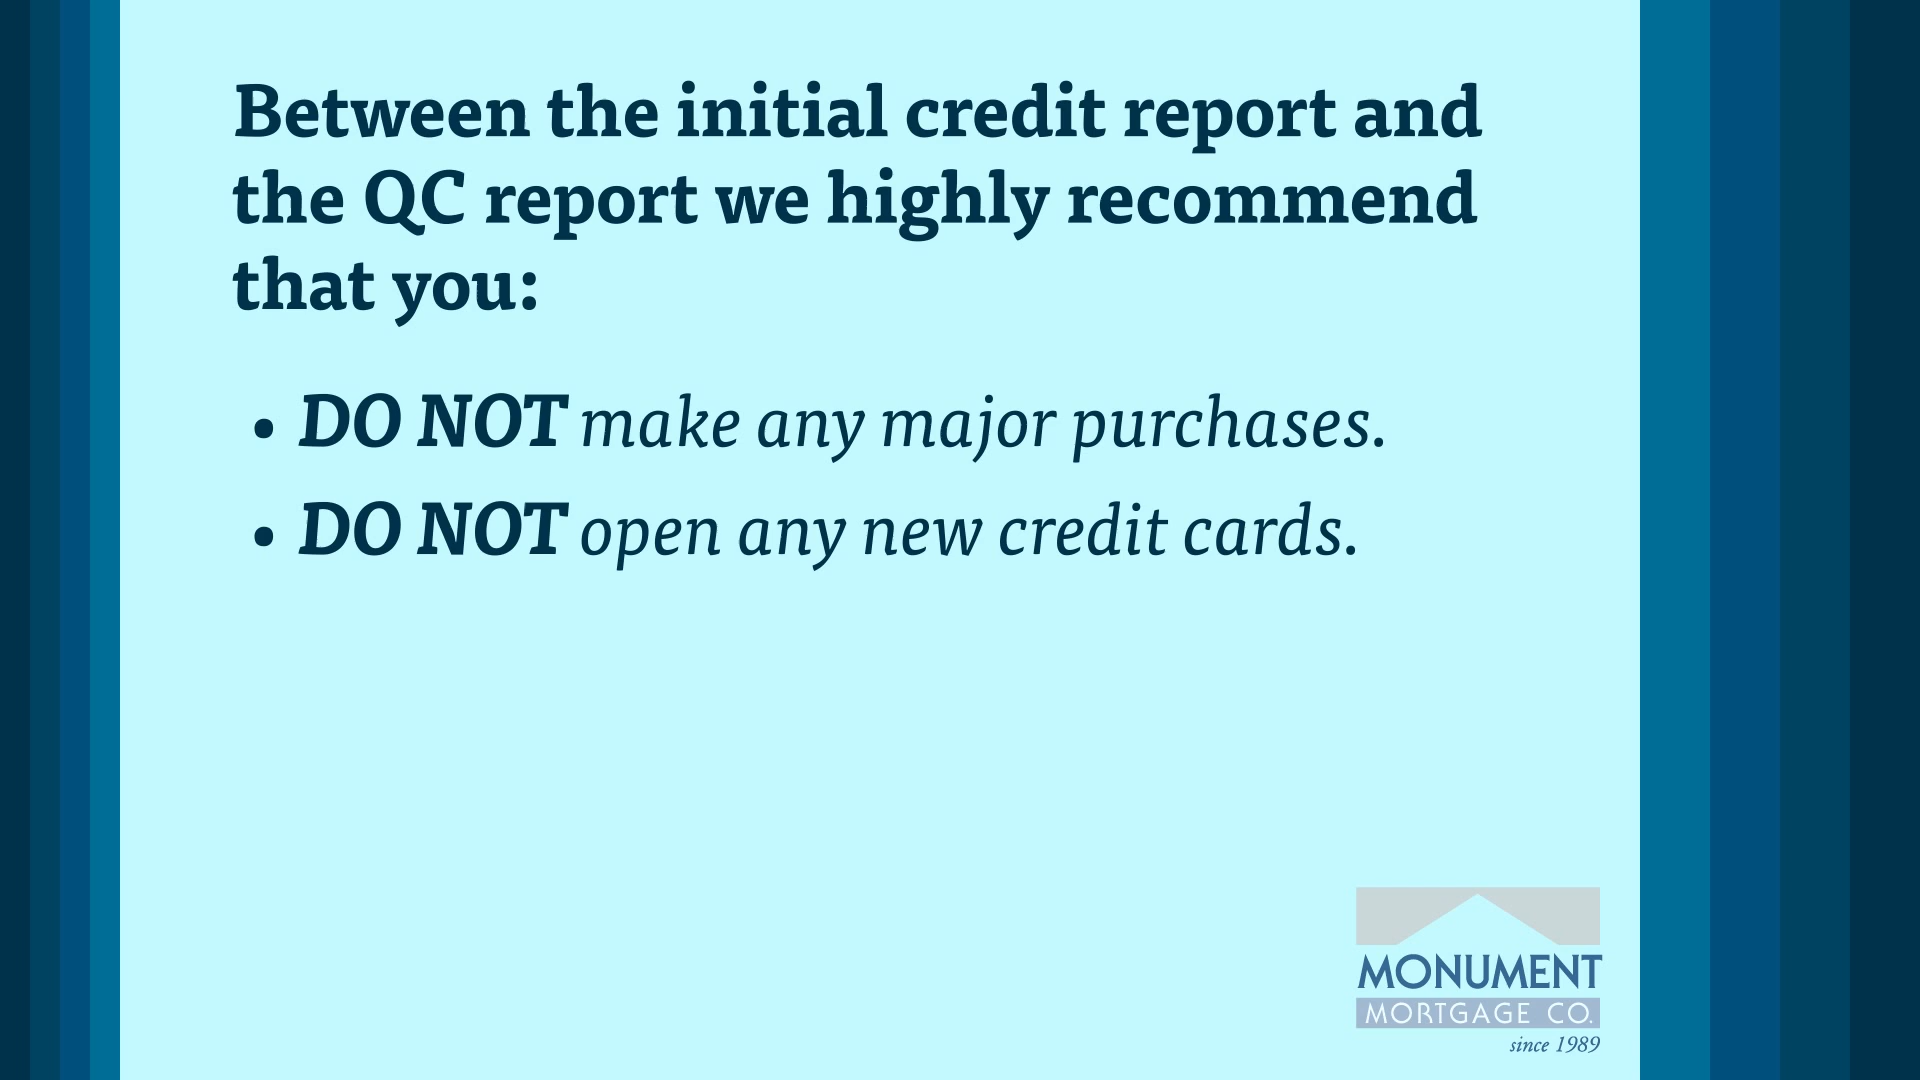 Between the initial credit report and
the QC report we highly recommend
that you:
• DO NOT make any major purchases.
• DO NOT open any new credit cards.
MONUMENT
MORTGAGE CO.
since 1989